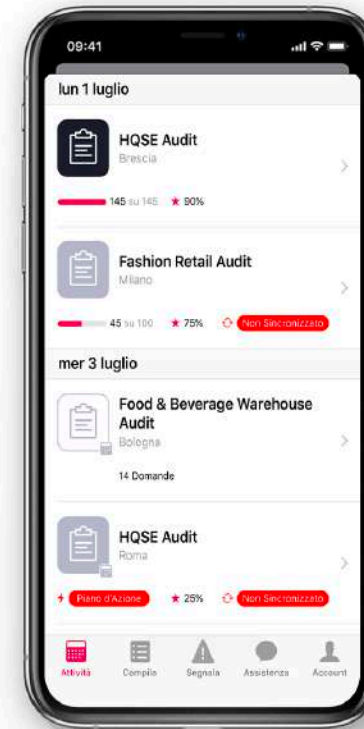 09:41
lun 1 luglio
HQSE Audit
Brescia
145 su 145 ★ 90%
Fashion Retail Audit
Milano
45 su 100 ★ 75% Non Sincronizzato
mer 3 luglio
Food & Beverage Warehouse
Audit
Bologna
14 Domande
HQSE Audit
Roma
Piano d'Azione ★ 25% Non Sincronizzato
Attività Compila Segnala Assistenza Account